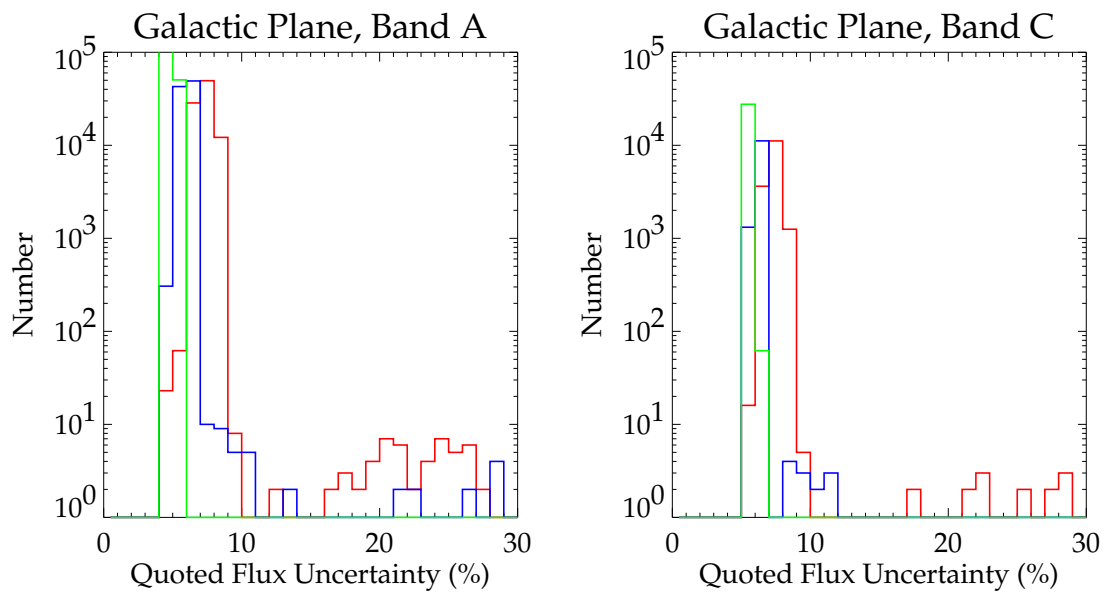 Galactic Plane, Band A
10^5
10^4
10^3
10^2
10^1
10^0
Number
0 10 20 30
Quoted Flux Uncertainty (%)
Galactic Plane, Band C
10^5
10^4
10^3
10^2
10^1
10^0
Number
0 10 20 30
Quoted Flux Uncertainty (%)